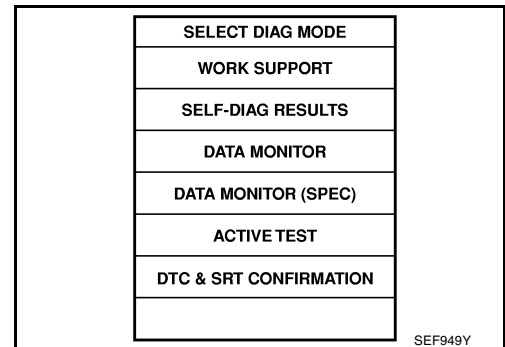 SELECT DIAG MODE
WORK SUPPORT
SELF-DIAG RESULTS
DATA MONITOR
DATA MONITOR (SPEC)
ACTIVE TEST
DTC & SRT CONFIRMATION
SEF949Y